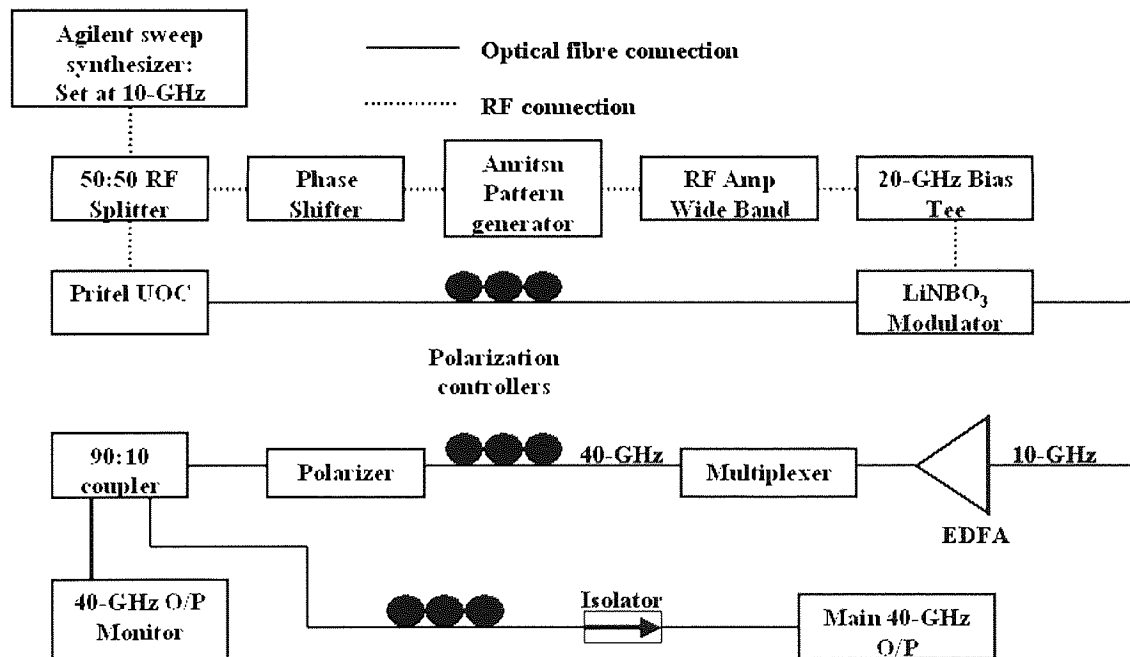 Agilent sweep
synthesizer:
Set at 10-GHz
Optical fibre connection
RF connection
50:50 RF
Splitter
Phase
Shifter
Anritsn
Pattern
generator
RF Amp
Wide Band
20-GHz Bias
Tee
Pritel UOC
LiNBO3
Modulator
Polarization
controllers
90:10
coupler
Polarizer
40-GHz
Multiplexer
10-GHz
EDFA
40-GHz O/P
Monitor
Isolator
Main 40-GHz
O/P